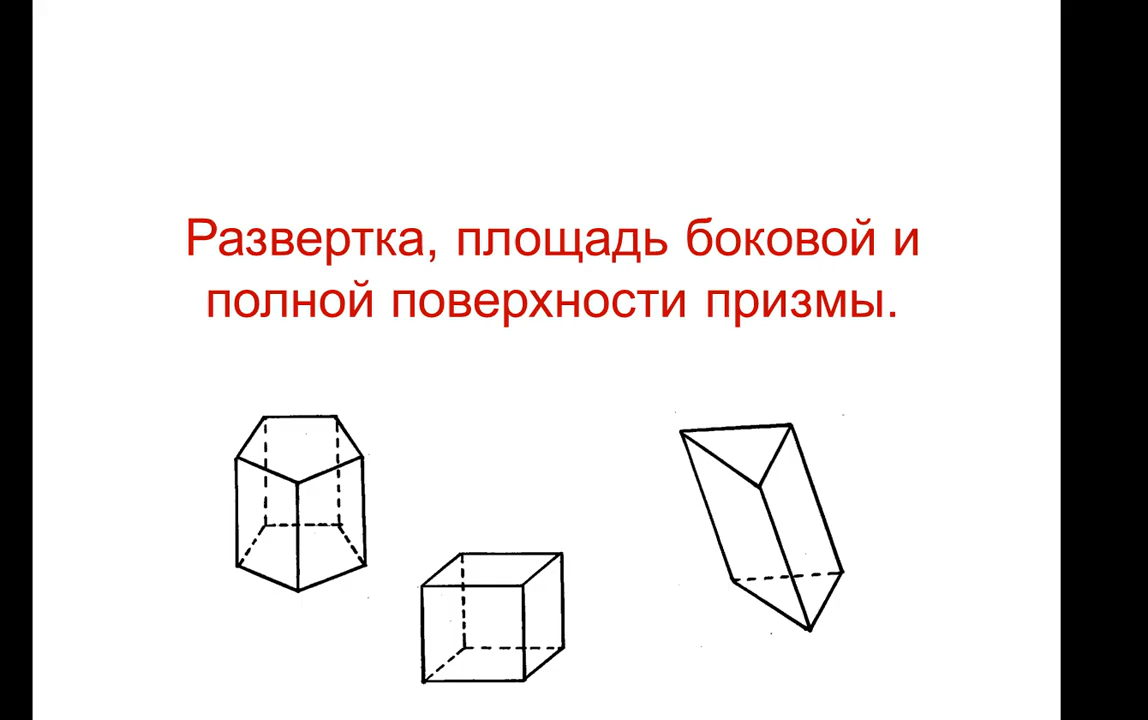 Развертка, площадь боковой и
полной поверхности призмы.